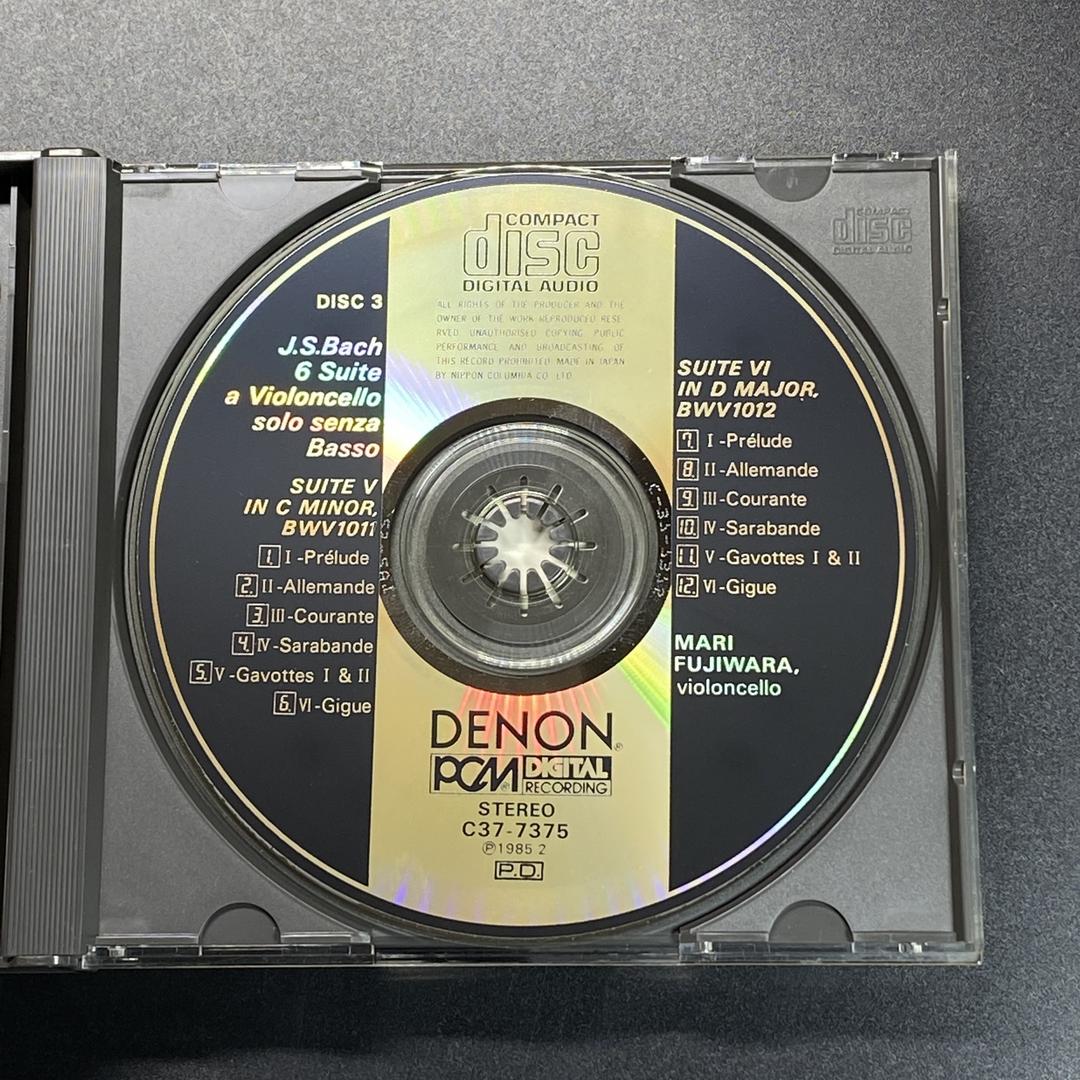 COMPACT
disc
DIGITAL AUDIO
ALL RIGHTS OF THE PRODUCER AND THE
OWNER OF THE WORK REPRODUCED RESE
RVED. UNAUTHORISED COPYING PUBLIC
PERFORMANCE AND BROADCASTING OF
THIS RECORD PROHIBITED. MADE IN JAPAN
BY NIPPON COLUMBIA CO. LTD.
DISC 3
J.S.Bach
6 Suite
a Violoncello
solo senza
Basso
SUITE V
IN C MINOR,
BWV1011
1. I -Prélude
2. II -Allemande
3. III -Courante
4. IV -Sarabande
5. V -Gavottes I & II
6. VI -Gigue
SUITE VI
IN D MAJOR,
BWV1012
7. I -Prélude
8. II -Allemande
9. III -Courante
10. IV -Sarabande
11. V -Gavottes I & II
12. VI -Gigue
MARI
FUJIWARA,
violoncello
DENON®
PCM® DIGITAL
RECORDING
STEREO
C37-7375
Ⓟ1985 2
P.D.
COMPACT
disc
DIGITAL AUDIO